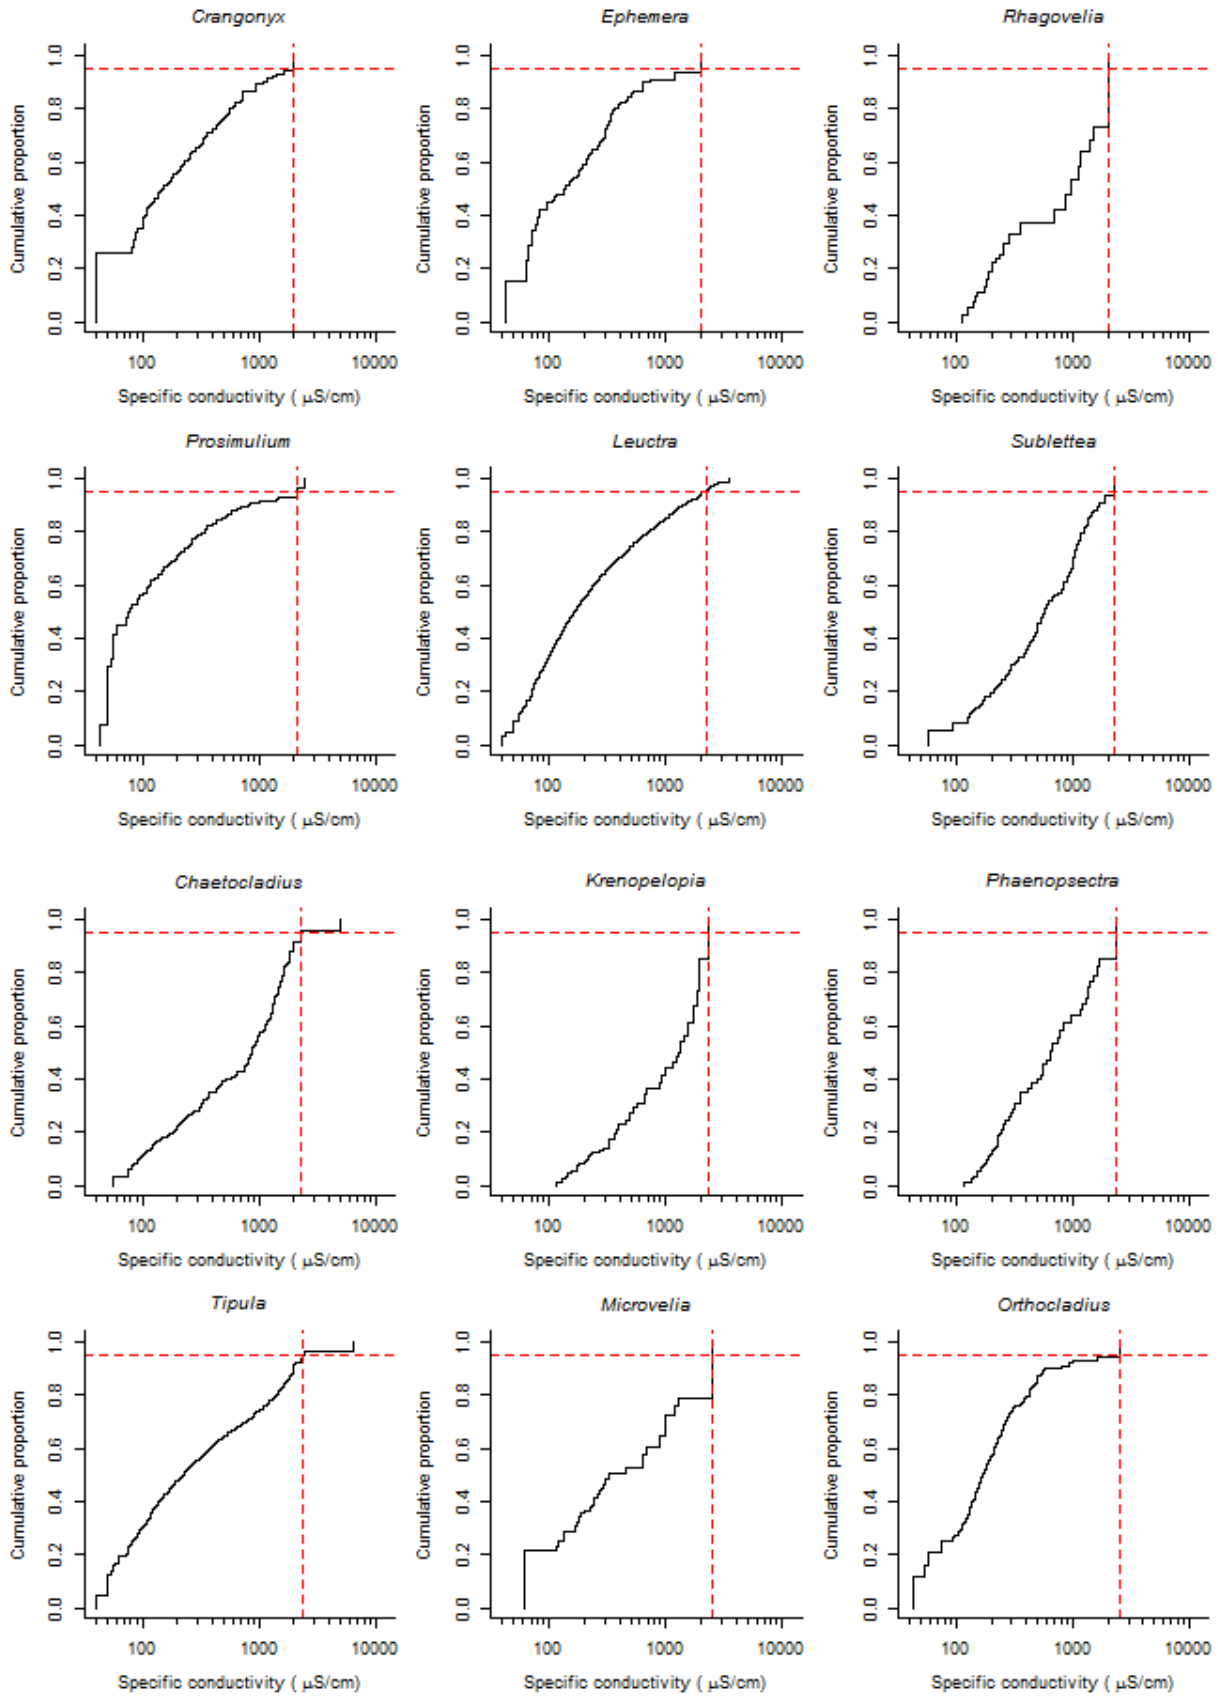 Crangonyx
Cumulative proportion
1.0
0.8
0.6
0.4
0.2
0.0
100 1000 10000
Specific conductivity ( μS/cm)
Ephemera
Cumulative proportion
1.0
0.8
0.6
0.4
0.2
0.0
100 1000 10000
Specific conductivity ( μS/cm)
Rhagovelia
Cumulative proportion
1.0
0.8
0.6
0.4
0.2
0.0
100 1000 10000
Specific conductivity ( μS/cm)
Prosimulium
Cumulative proportion
1.0
0.8
0.6
0.4
0.2
0.0
100 1000 10000
Specific conductivity ( μS/cm)
Leuctra
Cumulative proportion
1.0
0.8
0.6
0.4
0.2
0.0
100 1000 10000
Specific conductivity ( μS/cm)
Sublettea
Cumulative proportion
1.0
0.8
0.6
0.4
0.2
0.0
100 1000 10000
Specific conductivity ( μS/cm)
Chaetocladius
Cumulative proportion
1.0
0.8
0.6
0.4
0.2
0.0
100 1000 10000
Specific conductivity ( μS/cm)
Krenopelopia
Cumulative proportion
1.0
0.8
0.6
0.4
0.2
0.0
100 1000 10000
Specific conductivity ( μS/cm)
Phaenopsectra
Cumulative proportion
1.0
0.8
0.6
0.4
0.2
0.0
100 1000 10000
Specific conductivity ( μS/cm)
Tipula
Cumulative proportion
1.0
0.8
0.6
0.4
0.2
0.0
100 1000 10000
Specific conductivity ( μS/cm)
Microvelia
Cumulative proportion
1.0
0.8
0.6
0.4
0.2
0.0
100 1000 10000
Specific conductivity ( μS/cm)
Orthocladius
Cumulative proportion
1.0
0.8
0.6
0.4
0.2
0.0
100 1000 10000
Specific conductivity ( μS/cm)